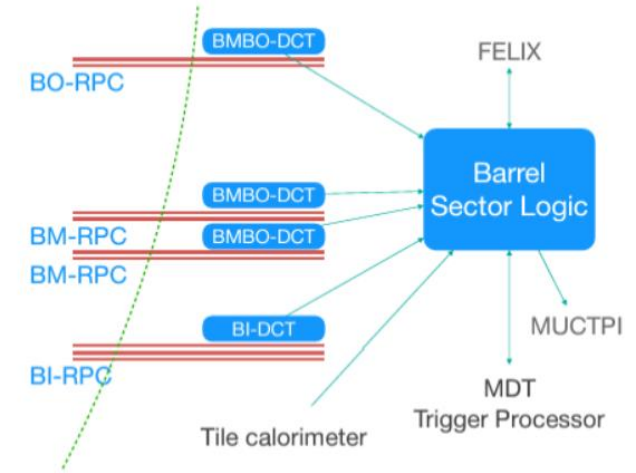 BMBO-DCT
BO-RPC
FELIX
Barrel
Sector Logic
BMBO-DCT
BM-RPC
BMBO-DCT
BM-RPC
BI-DCT
BI-RPC
MUCTPI
MDT
Trigger Processor
Tile calorimeter